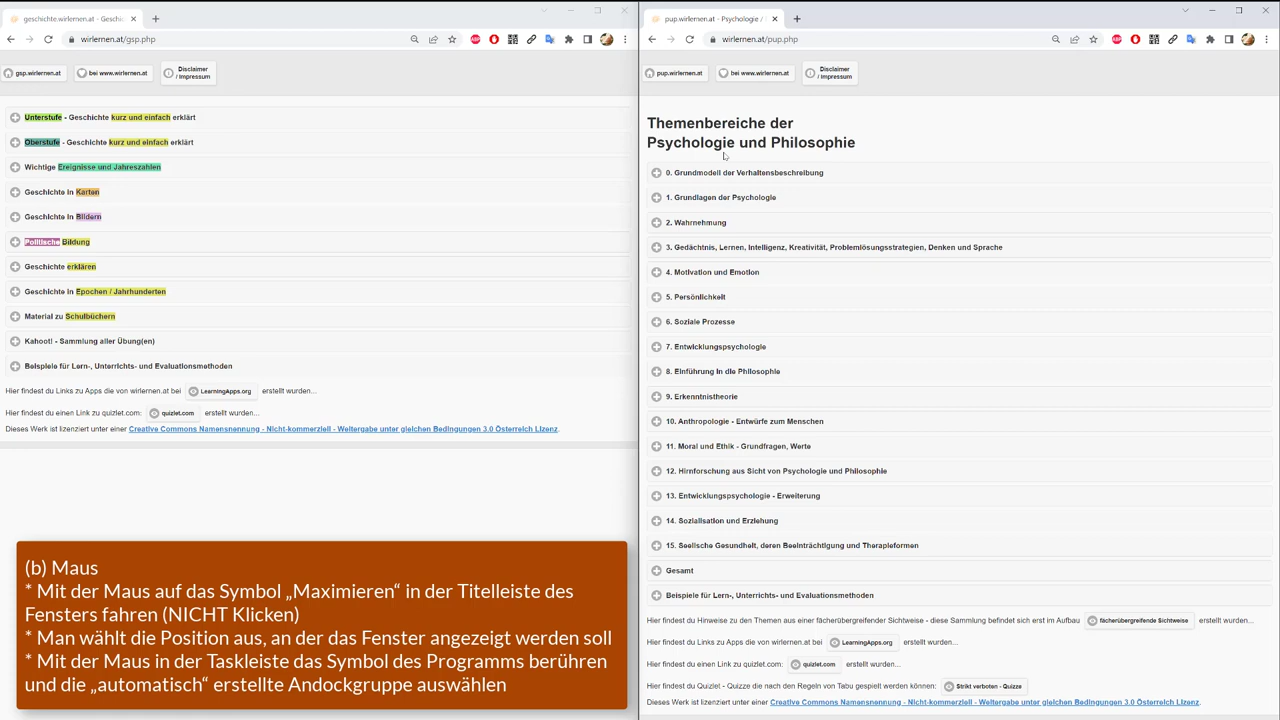 geschichte.wirlernen.at - Geschi
wirlernen.at/gsp.php
gsp.wirlernen.at
bei www.wirlernen.at
Disclaimer
/ Impressum
Unterstufe - Geschichte kurz und einfach erklärt
Oberstufe - Geschichte kurz und einfach erklärt
Wichtige Ereignisse und Jahreszahlen
Geschichte in Karten
Geschichte in Bildern
Politische Bildung
Geschichte erklären
Geschichte in Epochen / Jahrhunderten
Material zu Schulbüchern
Kahoot! - Sammlung aller Übung(en)
Beispiele für Lern-, Unterrichts- und Evaluationsmethoden
Hier findest du Links zu Apps die von wirlernen.at bei LearningApps.org erstellt wurden...
Hier findest du einen Link zu quizlet.com: quizlet.com erstellt wurden...
Dieses Werk ist lizenziert unter einer Creative Commons Namensnennung - Nicht-kommerziell - Weitergabe unter gleichen Bedingungen 3.0 Österreich Lizenz.
(b) Maus
* Mit der Maus auf das Symbol „Maximieren“ in der Titelleiste des
Fensters fahren (NICHT Klicken)
* Man wählt die Position aus, an der das Fenster angezeigt werden soll
* Mit der Maus in der Taskleiste das Symbol des Programms berühren
und die „automatisch“ erstellte Andockgruppe auswählen
pup.wirlernen.at - Psychologie /
wirlernen.at/pup.php
pup.wirlernen.at
bei www.wirlernen.at
Disclaimer
/ Impressum
Themenbereiche der
Psychologie und Philosophie
0. Grundmodell der Verhaltensbeschreibung
1. Grundlagen der Psychologie
2. Wahrnehmung
3. Gedächtnis, Lernen, Intelligenz, Kreativität, Problemlösungsstrategien, Denken und Sprache
4. Motivation und Emotion
5. Persönlichkeit
6. Soziale Prozesse
7. Entwicklungspsychologie
8. Einführung in die Philosophie
9. Erkenntnistheorie
10. Anthropologie - Entwürfe zum Menschen
11. Moral und Ethik - Grundfragen, Werte
12. Hirnforschung aus Sicht von Psychologie und Philosophie
13. Entwicklungspsychologie - Erweiterung
14. Sozialisation und Erziehung
15. Seelische Gesundheit, deren Beeinträchtigung und Therapieformen
Gesamt
Beispiele für Lern-, Unterrichts- und Evaluationsmethoden
Hier findest du Hinweise zu den Themen aus einer fächerübergreifender Sichtweise - diese Sammlung befindet sich erst im Aufbau fächerübergreifende Sichtweise erstellt wurden...
Hier findest du Links zu Apps die von wirlernen.at bei LearningApps.org erstellt wurden...
Hier findest du einen Link zu quizlet.com: quizlet.com erstellt wurden...
Hier findest du Quizlet - Quizze die nach den Regeln von Tabu gespielt werden können: Strikt verboten - Quizze
Dieses Werk ist lizenziert unter einer Creative Commons Namensnennung - Nicht-kommerziell - Weitergabe unter gleichen Bedingungen 3.0 Österreich Lizenz.